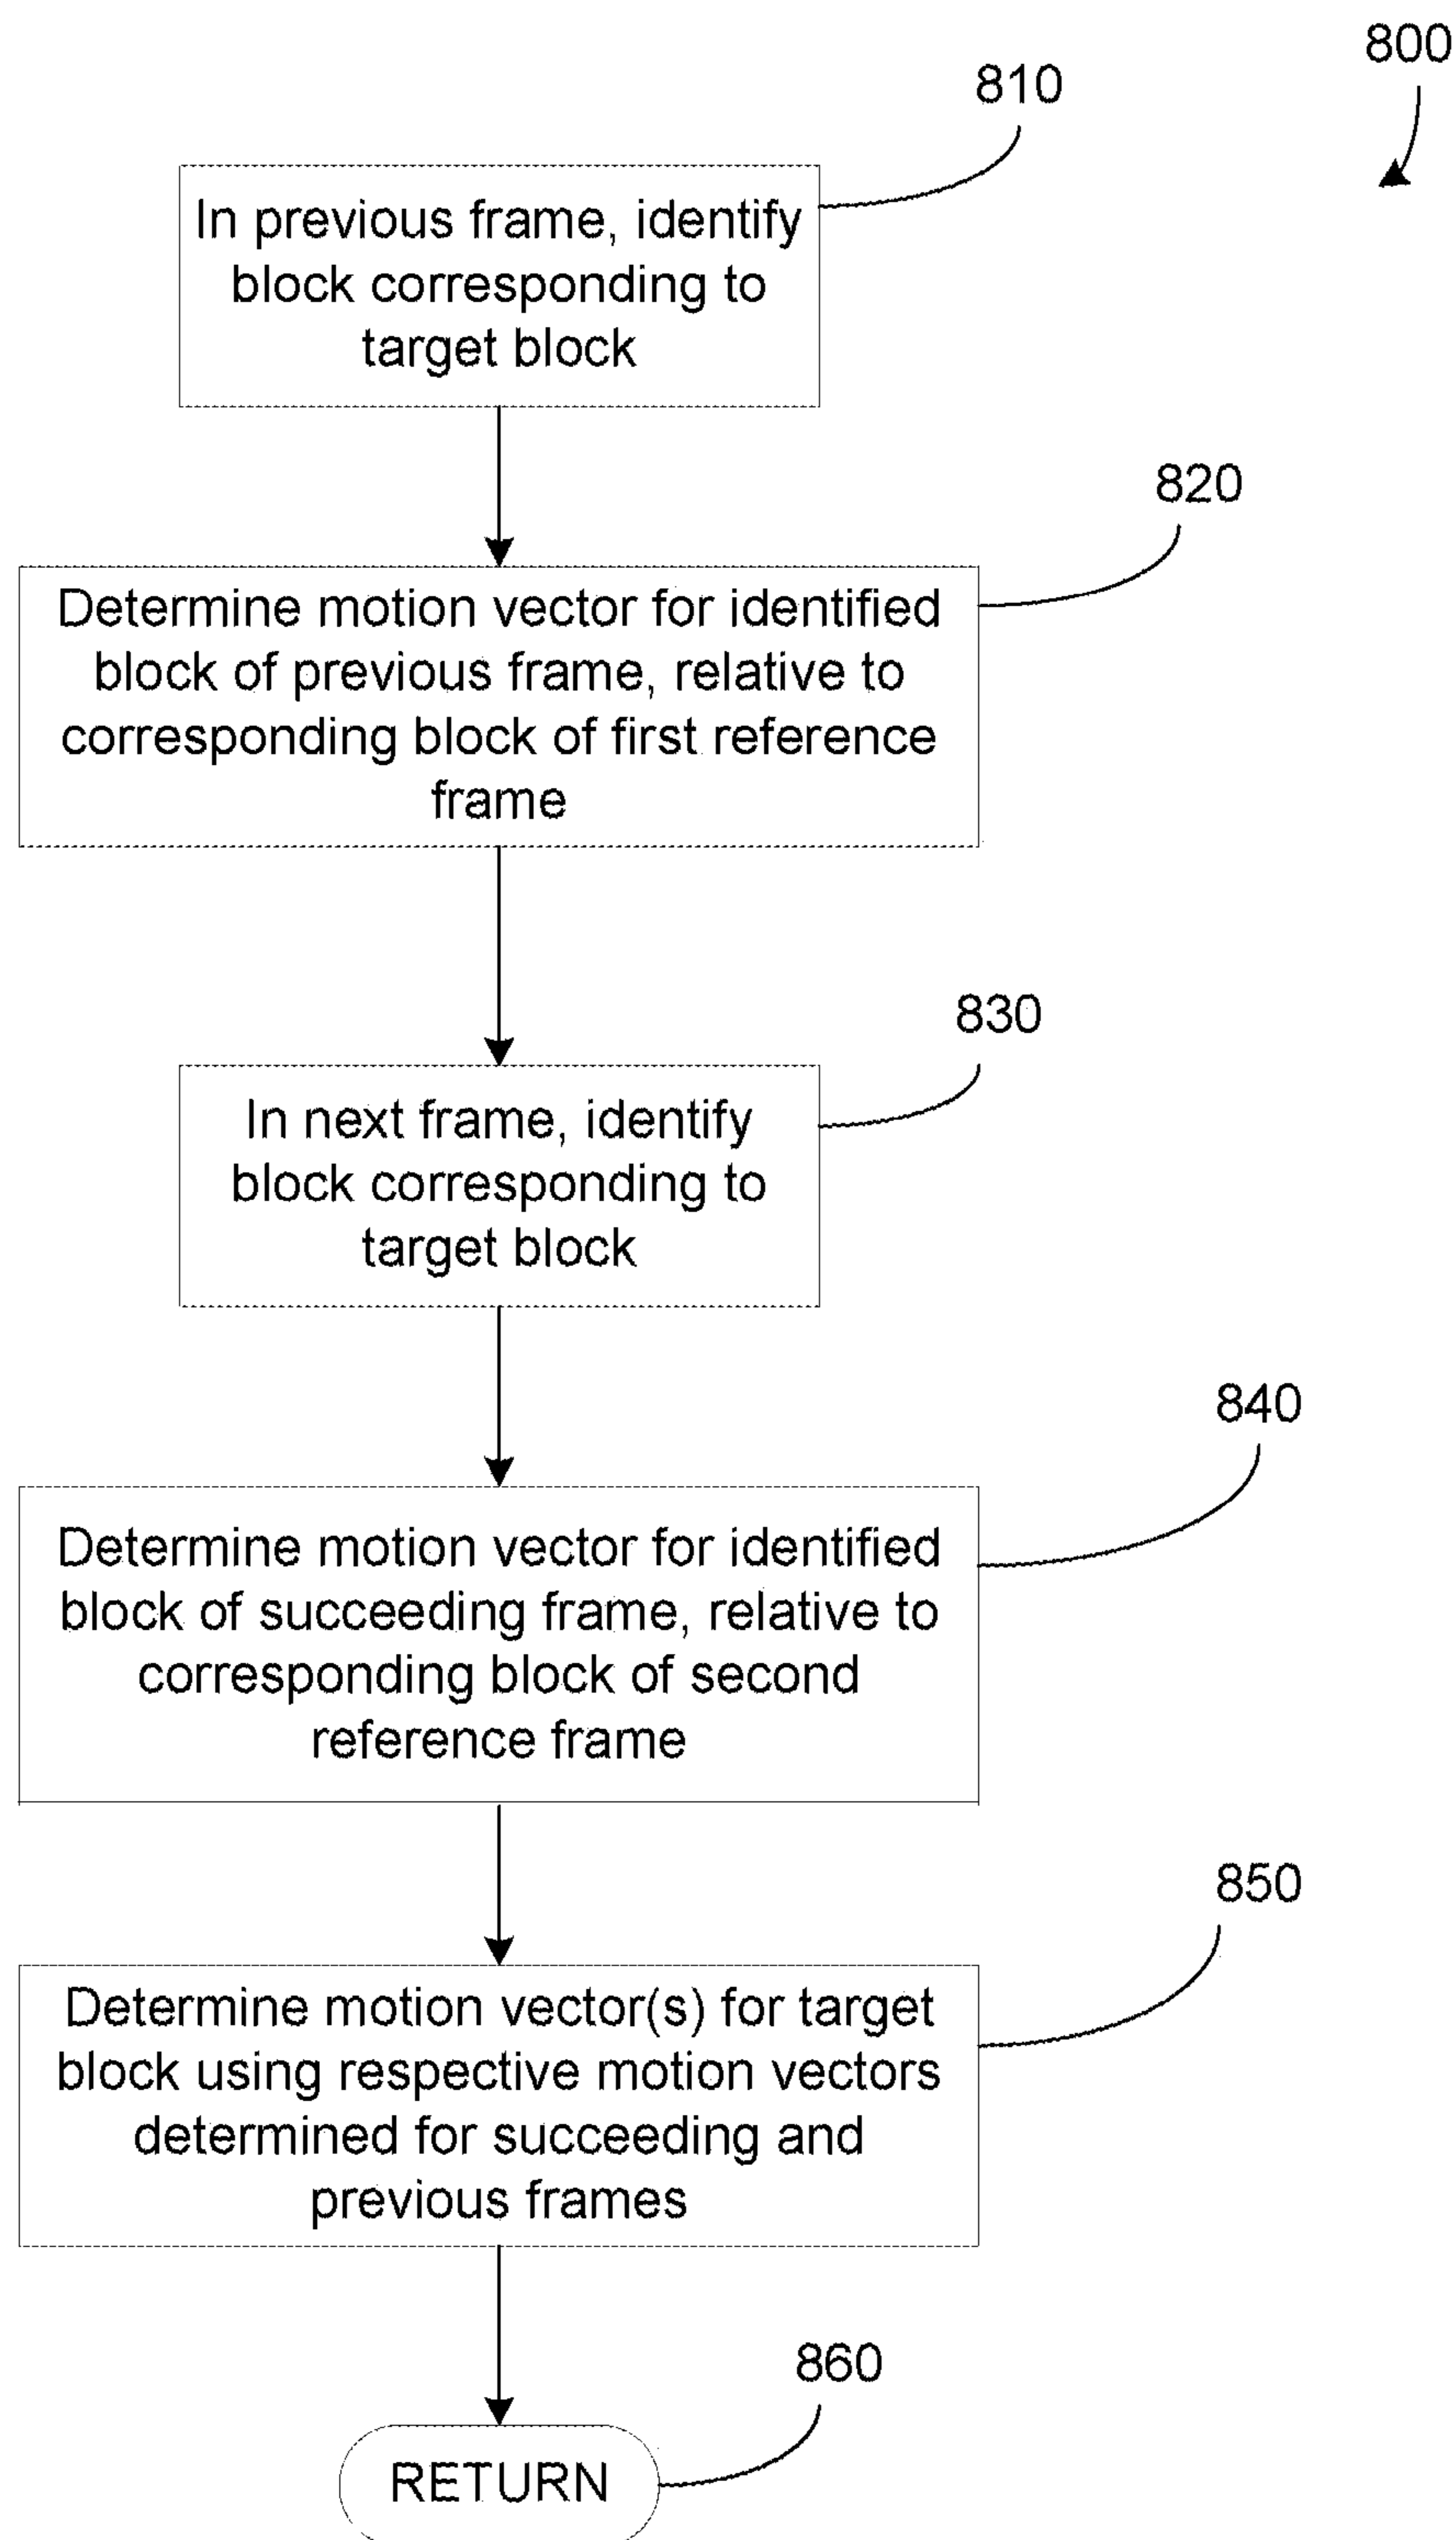 800
810
In previous frame, identify
block corresponding to
target block
820
Determine motion vector for identified
block of previous frame, relative to
corresponding block of first reference
frame
830
In next frame, identify
block corresponding to
target block
840
Determine motion vector for identified
block of succeeding frame, relative to
corresponding block of second
reference frame
850
Determine motion vector(s) for target
block using respective motion vectors
determined for succeeding and
previous frames
860
RETURN